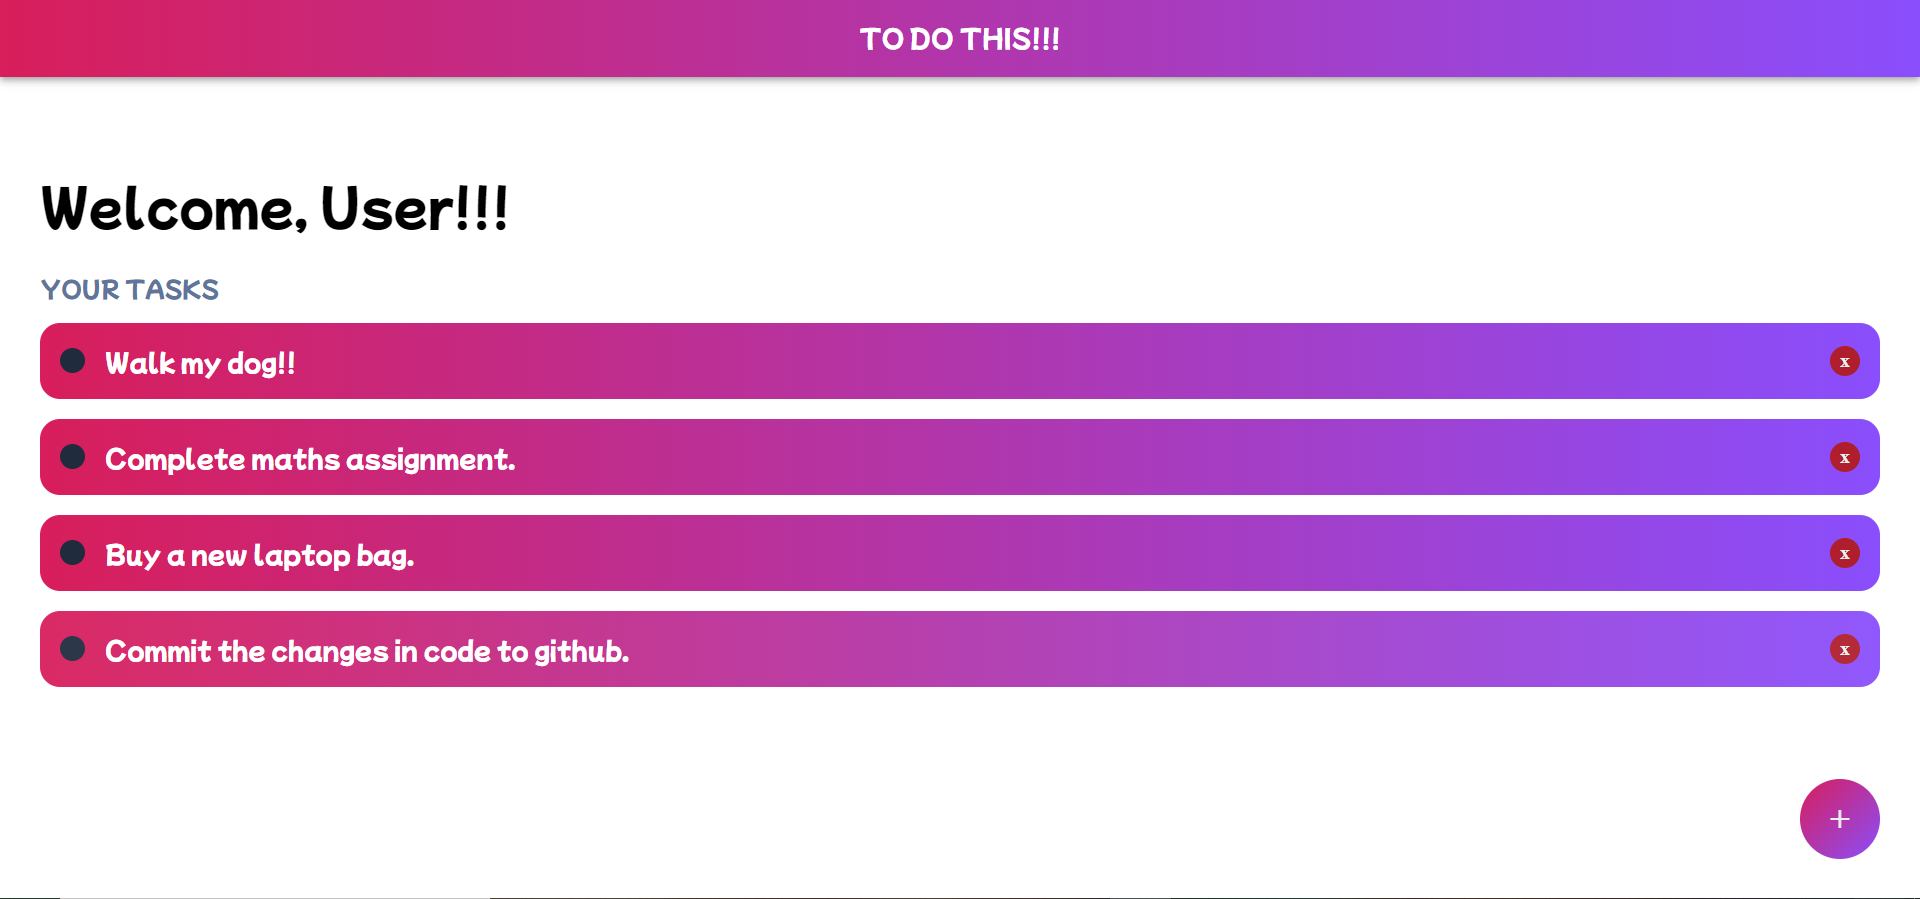 TO DO THIS!!!
Welcome, User!!!
YOUR TASKS
Walk my dog!!
x
Complete maths assignment.
x
Buy a new laptop bag.
x
Commit the changes in code to github.
x
+